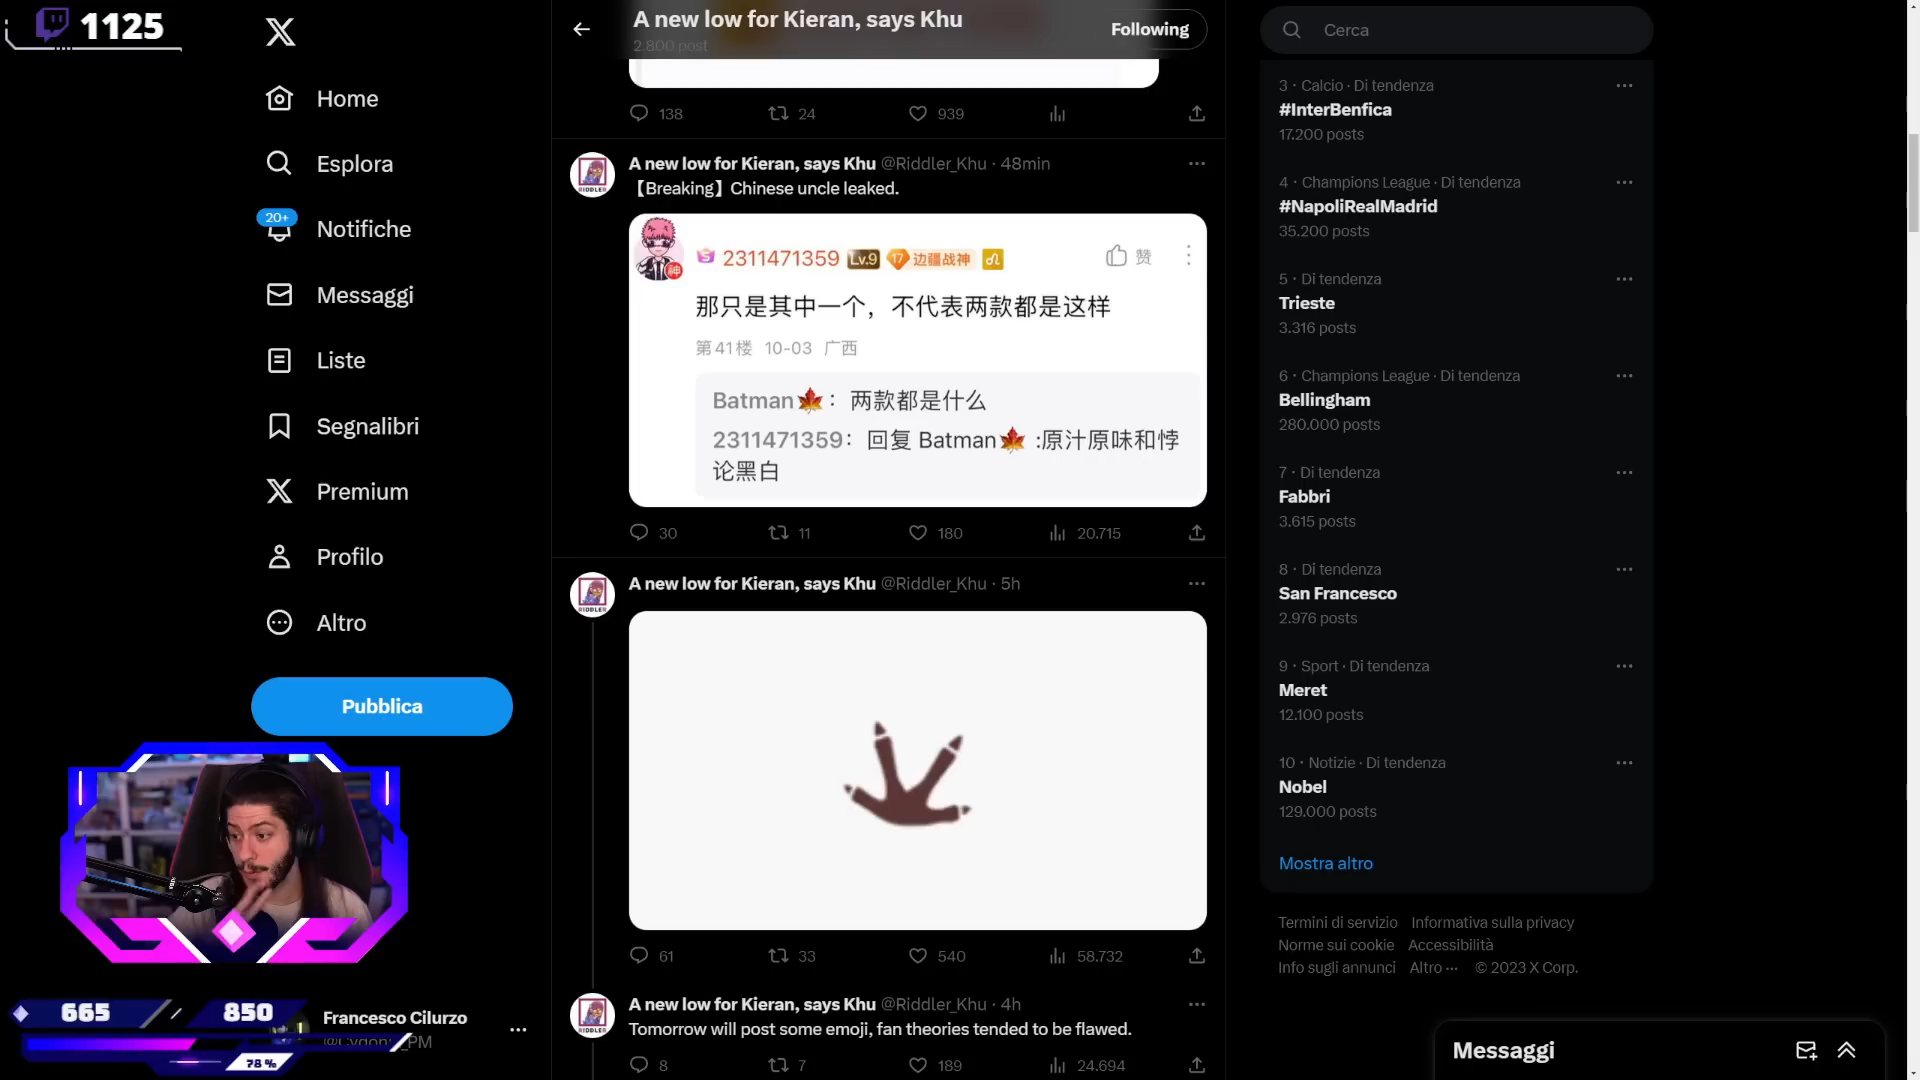 1125
A new low for Kieran, says Khu
2.800 post
Following
Home
Esplora
20+
Notifiche
Messaggi
Liste
Segnalibri
Premium
Profilo
Altro
Pubblica
665 / 850
78 %
Francesco Cilurzo
138 24 939
A new low for Kieran, says Khu @Riddler_Khu · 48min
【Breaking】Chinese uncle leaked.
2311471359 Lv.9 17 边疆战神 赞
神
那只是其中一个，不代表两款都是这样
第41楼 10-03 广西
Batman🍁：两款都是什么
2311471359：回复 Batman🍁 :原汁原味和悖
论黑白
30 11 180 20.715
RIDDLER
A new low for Kieran, says Khu @Riddler_Khu · 5h
61 33 540 58.732
RIDDLER
A new low for Kieran, says Khu @Riddler_Khu · 4h
Tomorrow will post some emoji, fan theories tended to be flawed.
8 7 189 24.694
RIDDLER
Cerca
3 · Calcio · Di tendenza
#InterBenfica
17.200 posts
4 · Champions League · Di tendenza
#NapoliRealMadrid
35.200 posts
5 · Di tendenza
Trieste
3.316 posts
6 · Champions League · Di tendenza
Bellingham
280.000 posts
7 · Di tendenza
Fabbri
3.615 posts
8 · Di tendenza
San Francesco
2.976 posts
9 · Sport · Di tendenza
Meret
12.100 posts
10 · Notizie · Di tendenza
Nobel
129.000 posts
Mostra altro
Termini di servizio Informativa sulla privacy
Norme sui cookie Accessibilità
Info sugli annunci Altro ··· © 2023 X Corp.
Messaggi